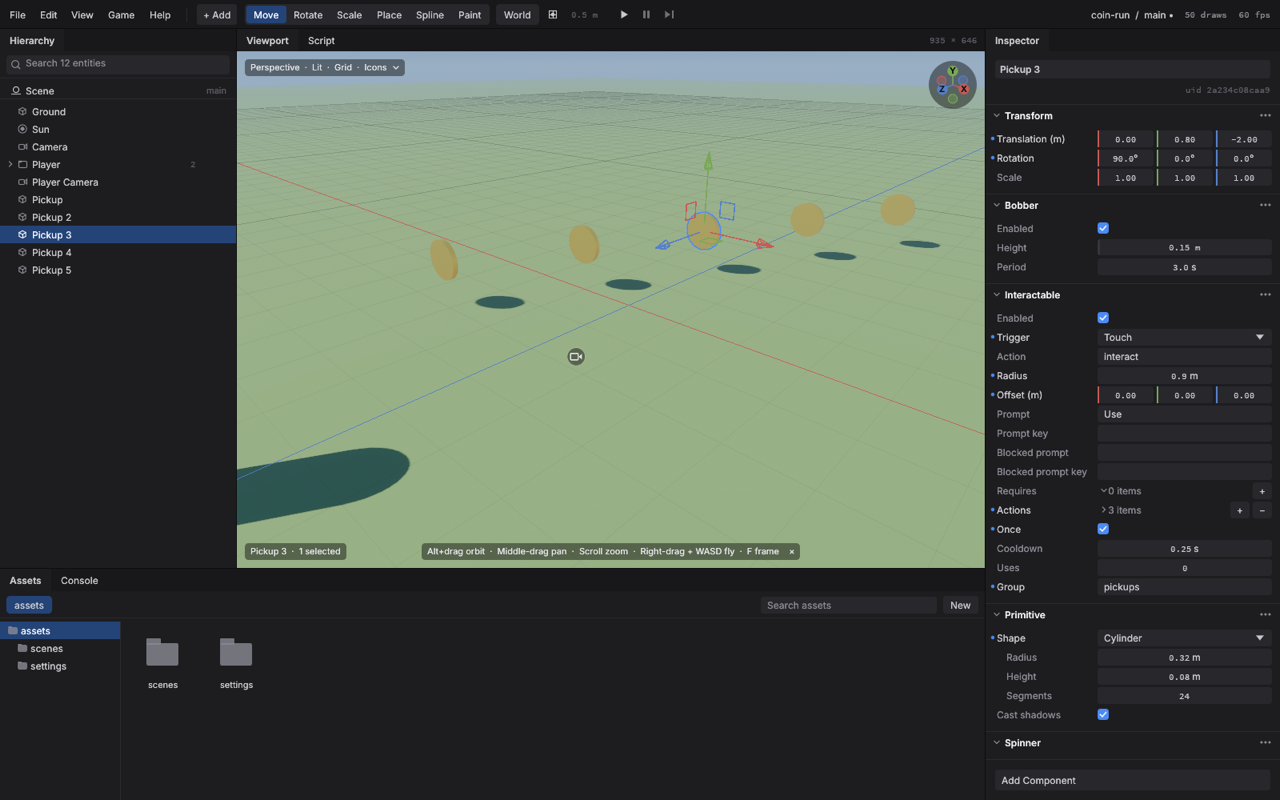 File Edit View Game Help + Add Move Rotate Scale Place Spline Paint World 0.5 m coin-run / main • 50 draws 60 fps
Hierarchy
Search 12 entities
Scene main
Ground
Sun
Camera
Player 2
Player Camera
Pickup
Pickup 2
Pickup 3
Pickup 4
Pickup 5
Viewport Script 935 × 646
Perspective · Lit · Grid · Icons
Y
Z X
Pickup 3 · 1 selected
Alt+drag orbit · Middle-drag pan · Scroll zoom · Right-drag + WASD fly · F frame ×
Assets Console
assets Search assets New
assets
scenes
settings
scenes settings
Inspector
Pickup 3
uid 2a234c08caa9
Transform
Translation (m) 0.00 0.80 −2.00
Rotation 90.0° 0.0° 0.0°
Scale 1.00 1.00 1.00
Bobber
Enabled
Height 0.15 m
Period 3.0 s
Interactable
Enabled
Trigger Touch
Action interact
Radius 0.9 m
Offset (m) 0.00 0.00 0.00
Prompt Use
Prompt key
Blocked prompt
Blocked prompt key
Requires 0 items +
Actions 3 items + −
Once
Cooldown 0.25 s
Uses 0
Group pickups
Primitive
Shape Cylinder
Radius 0.32 m
Height 0.08 m
Segments 24
Cast shadows
Spinner
Add Component